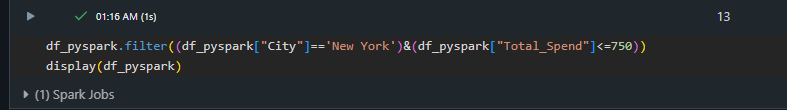 01:16 AM (1s)
13
df_pyspark.filter((df_pyspark["City"]=='New York')&(df_pyspark["Total_Spend"]<=750))
display(df_pyspark)
(1) Spark Jobs